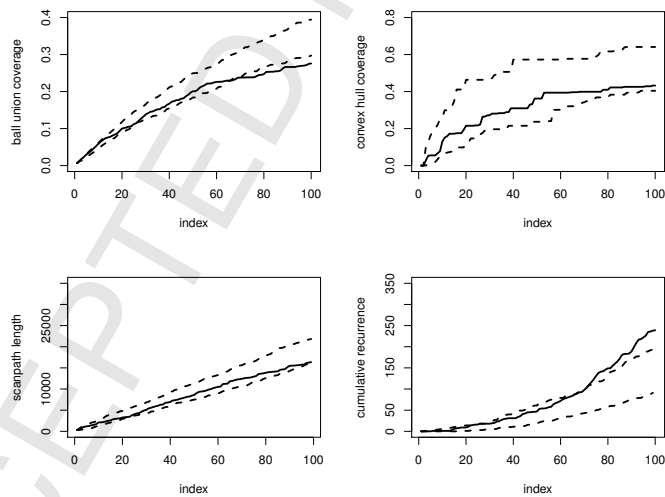 ball union coverage
0.0 0.1 0.2 0.3 0.4
0 20 40 60 80 100
index
convex hull coverage
0.0 0.2 0.4 0.6 0.8
0 20 40 60 80 100
index
scanpath length
0 10000 25000
0 20 40 60 80 100
index
cumulative recurrence
0 50 150 250 350
0 20 40 60 80 100
index